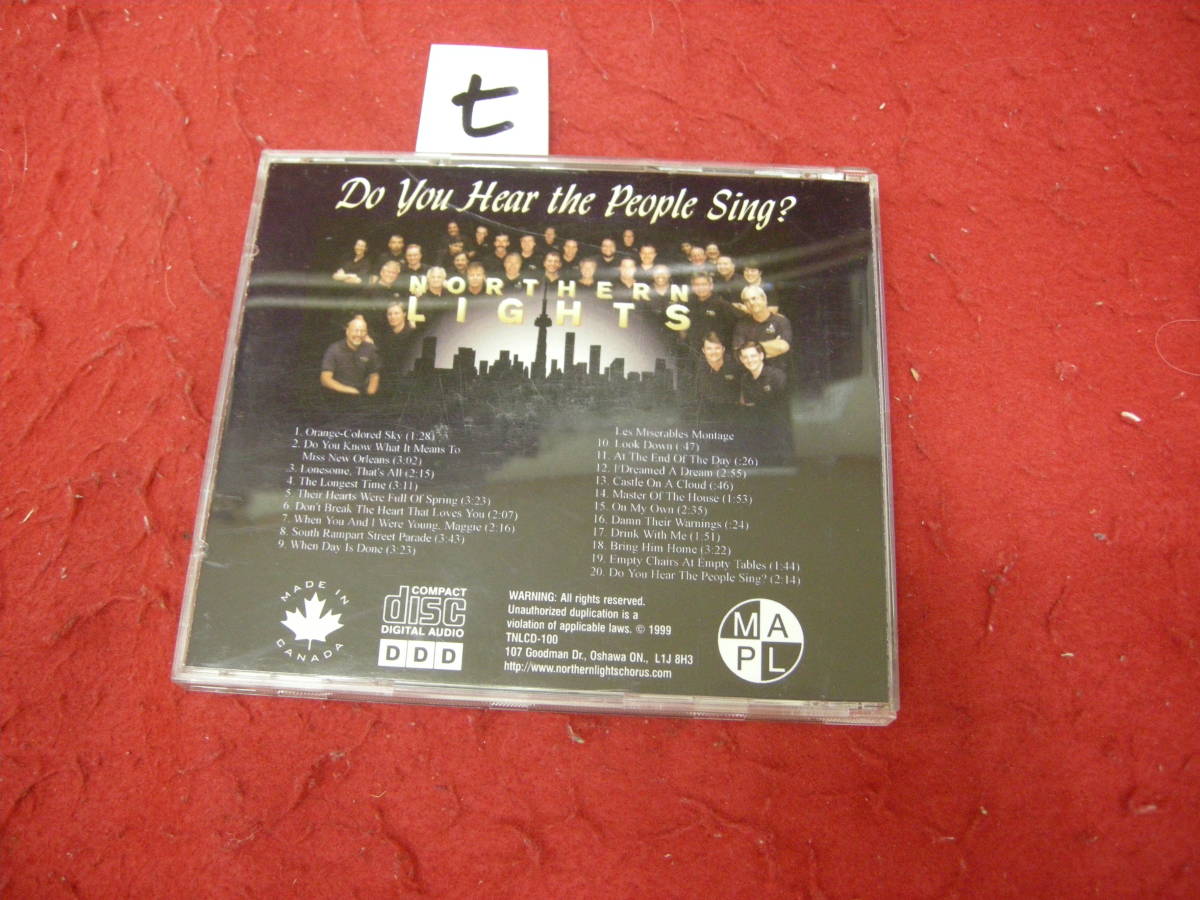 七
Do You Hear the People Sing?
NORTHERN
LIGHTS
1. Orange-Colored Sky (1:28)
2. Do You Know What It Means To
Miss New Orleans (3:02)
3. Lonesome, That's All (2:15)
4. The Longest Time (3:11)
5. Their Hearts Were Full Of Spring (3:23)
6. Don't Break The Heart That Loves You (2:07)
7. When You And I Were Young, Maggie (2:16)
8. South Rampart Street Parade (3:43)
9. When Day Is Done (3:23)
Les Miserables Montage
10. Look Down (:47)
11. At The End Of The Day (:26)
12. I Dreamed A Dream (2:55)
13. Castle On A Cloud (:46)
14. Master Of The House (1:53)
15. On My Own (2:35)
16. Damn Their Warnings (:24)
17. Drink With Me (1:51)
18. Bring Him Home (3:22)
19. Empty Chairs At Empty Tables (1:44)
20. Do You Hear The People Sing? (2:14)
MADE IN
CANADA
COMPACT
disc
DIGITAL AUDIO
DDD
WARNING: All rights reserved.
Unauthorized duplication is a
violation of applicable laws. © 1999
TNLCD-100
107 Goodman Dr., Oshawa ON., L1J 8H3
http://www.northernlightschorus.com
MA
PL